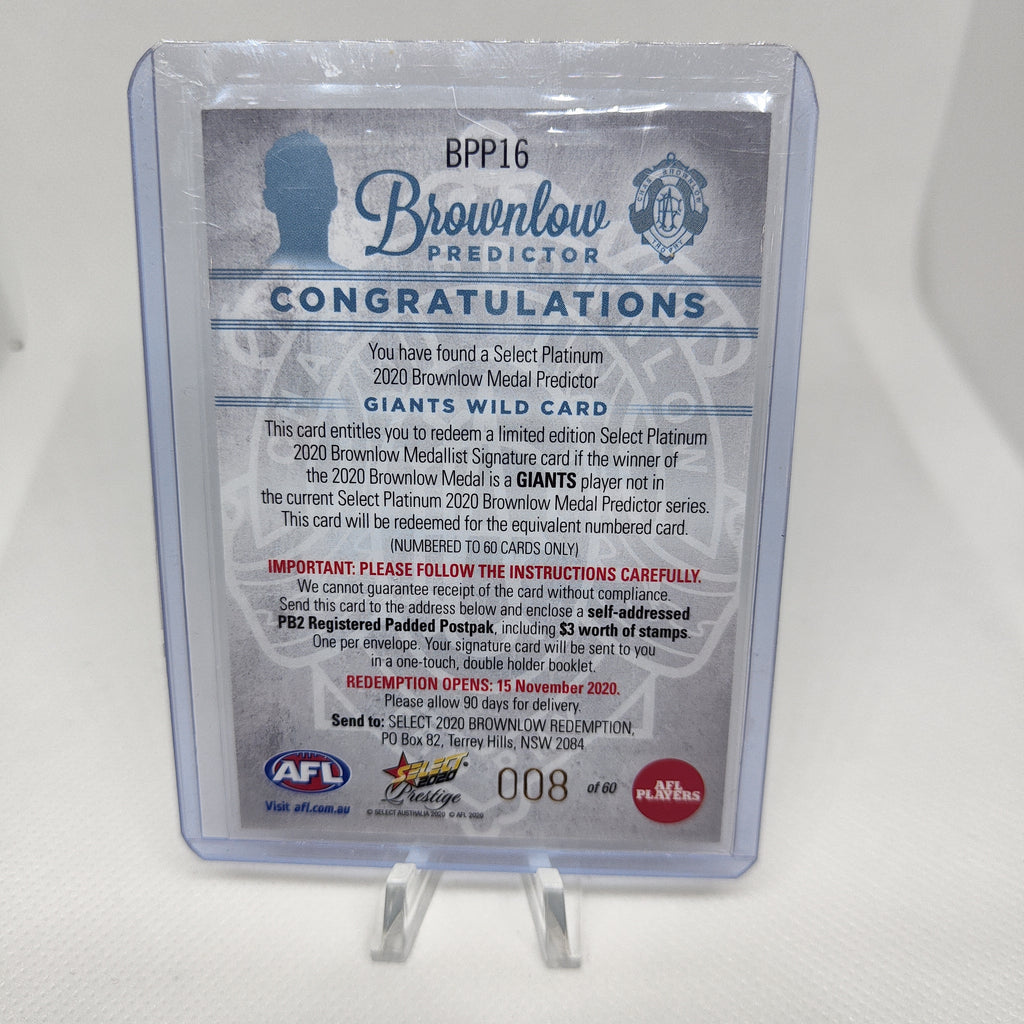 BPP16
Brownlow
PREDICTOR
CONGRATULATIONS
You have found a Select Platinum
2020 Brownlow Medal Predictor
GIANTS WILD CARD
This card entitles you to redeem a limited edition Select Platinum
2020 Brownlow Medallist Signature card if the winner of
the 2020 Brownlow Medal is a GIANTS player not in
the current Select Platinum 2020 Brownlow Medal Predictor series.
This card will be redeemed for the equivalent numbered card.
(NUMBERED TO 60 CARDS ONLY)
IMPORTANT: PLEASE FOLLOW THE INSTRUCTIONS CAREFULLY.
We cannot guarantee receipt of the card without compliance.
Send this card to the address below and enclose a self-addressed
PB2 Registered Padded Postpak, including $3 worth of stamps.
One per envelope. Your signature card will be sent to you
in a one-touch, double holder booklet.
REDEMPTION OPENS: 15 November 2020.
Please allow 90 days for delivery.
Send to: SELECT 2020 BROWNLOW REDEMPTION,
PO Box 82, Terrey Hills, NSW 2084
AFL
Visit afl.com.au
SELECT
2020
Prestige
© SELECT AUSTRALIA 2020 © AFL 2020
008 of 60
AFL
PLAYERS